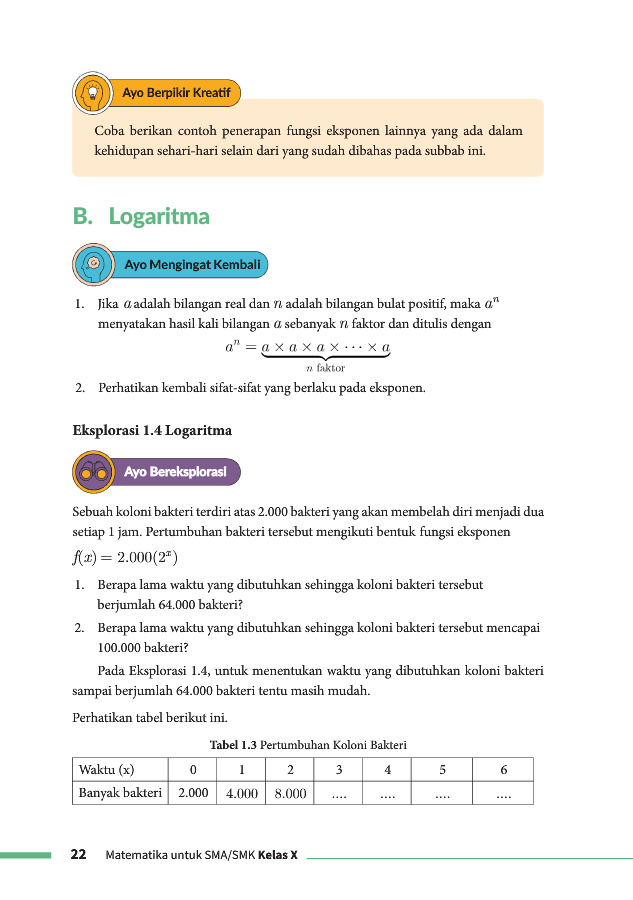 Ayo Berpikir Kreatif
Coba berikan contoh penerapan fungsi eksponen lainnya yang ada dalam
kehidupan sehari-hari selain dari yang sudah dibahas pada subbab ini.
B. Logaritma
Ayo Mengingat Kembali
1. Jika a adalah bilangan real dan n adalah bilangan bulat positif, maka aⁿ
menyatakan hasil kali bilangan a sebanyak n faktor dan ditulis dengan
aⁿ = a × a × a × ⋯ × a
n faktor
2. Perhatikan kembali sifat-sifat yang berlaku pada eksponen.
Eksplorasi 1.4 Logaritma
Ayo Bereksplorasi
Sebuah koloni bakteri terdiri atas 2.000 bakteri yang akan membelah diri menjadi dua
setiap 1 jam. Pertumbuhan bakteri tersebut mengikuti bentuk fungsi eksponen
f(x) = 2.000(2ˣ)
1. Berapa lama waktu yang dibutuhkan sehingga koloni bakteri tersebut
berjumlah 64.000 bakteri?
2. Berapa lama waktu yang dibutuhkan sehingga koloni bakteri tersebut mencapai
100.000 bakteri?
Pada Eksplorasi 1.4, untuk menentukan waktu yang dibutuhkan koloni bakteri
sampai berjumlah 64.000 bakteri tentu masih mudah.
Perhatikan tabel berikut ini.
Tabel 1.3 Pertumbuhan Koloni Bakteri
Waktu (x) 0 1 2 3 4 5 6
Banyak bakteri 2.000 4.000 8.000 .... .... .... ....
22 Matematika untuk SMA/SMK Kelas X